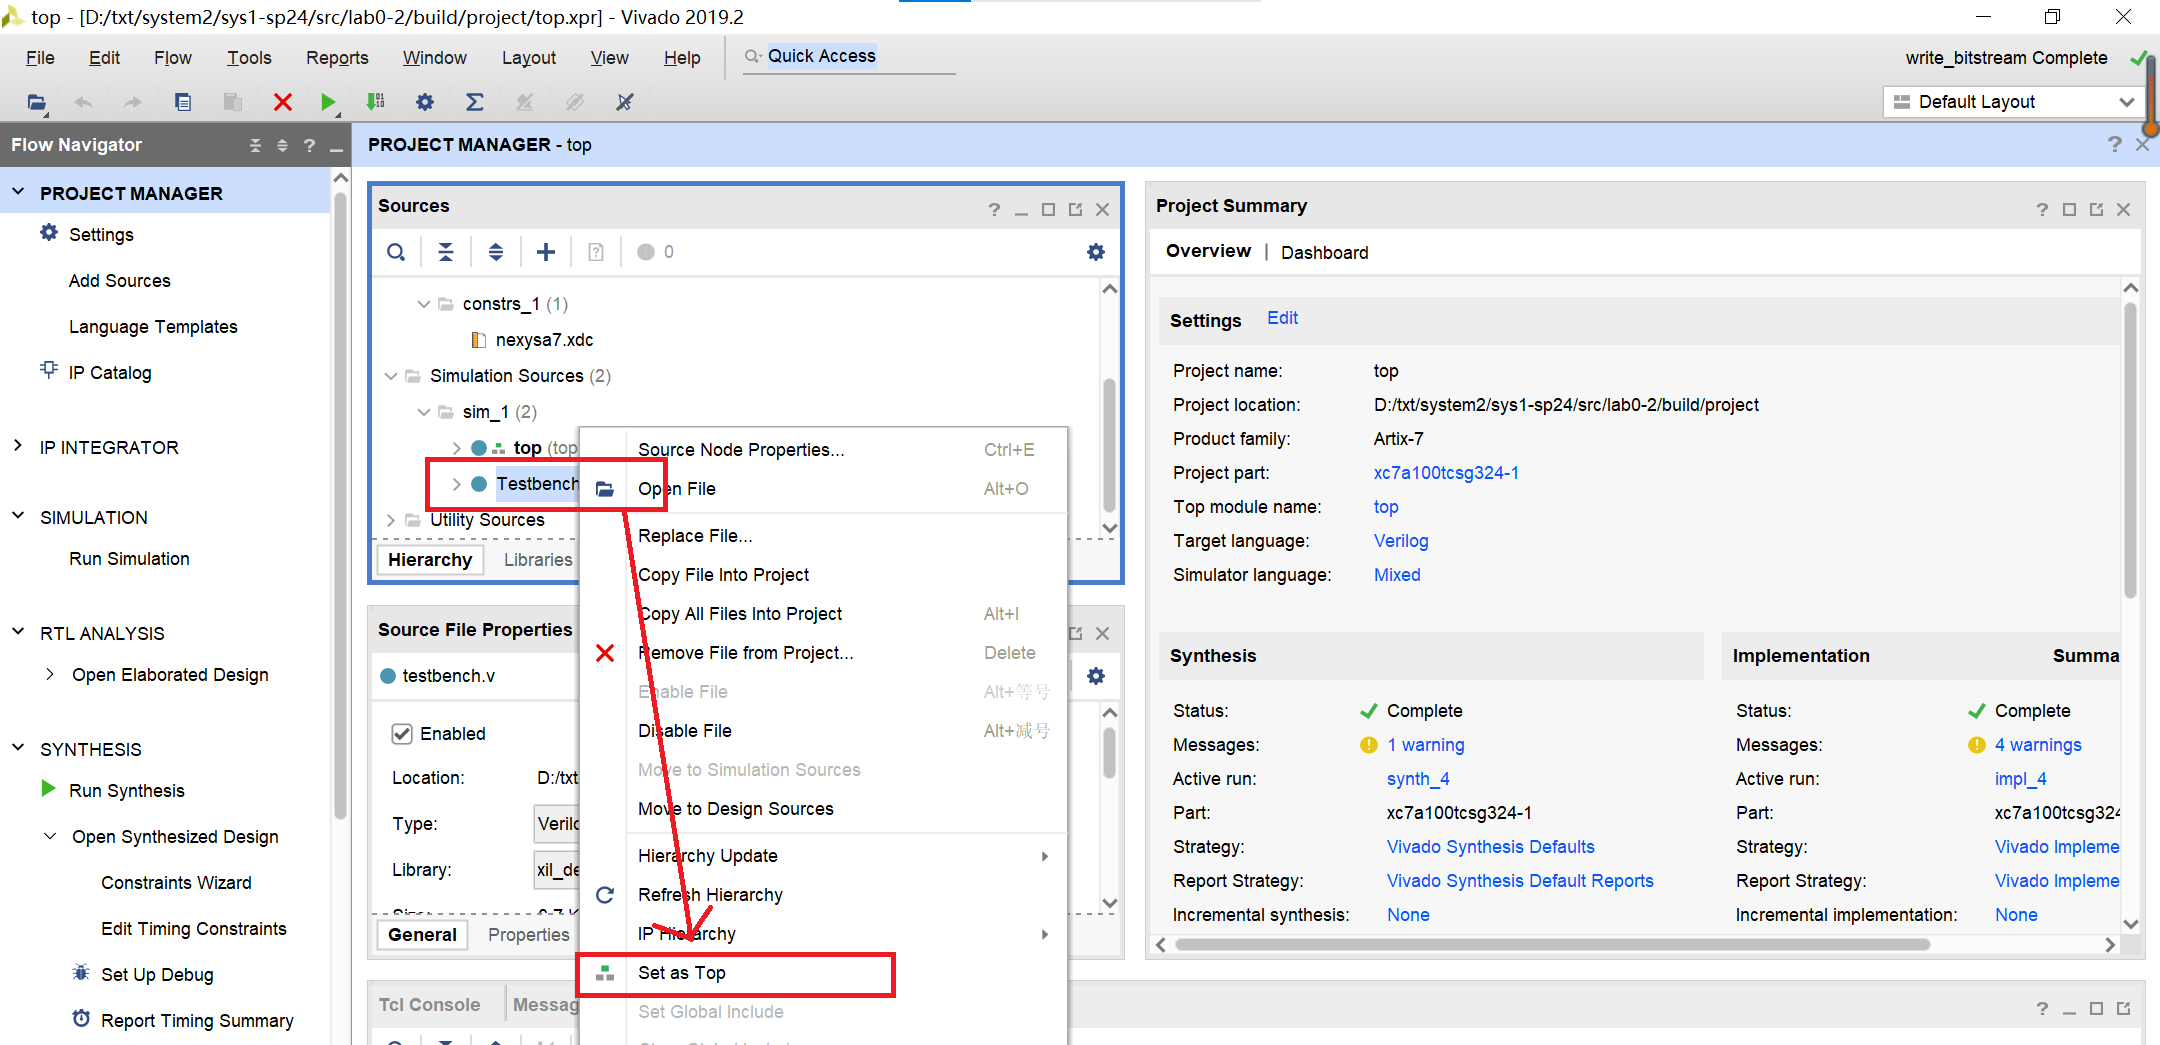 top - [D:/txt/system2/sys1-sp24/src/lab0-2/build/project/top.xpr] - Vivado 2019.2
File Edit Flow Tools Reports Window Layout View Help Quick Access write_bitstream Complete
Default Layout
Flow Navigator
PROJECT MANAGER - top
PROJECT MANAGER
Settings
Add Sources
Language Templates
IP Catalog
IP INTEGRATOR
SIMULATION
Run Simulation
RTL ANALYSIS
Open Elaborated Design
SYNTHESIS
Run Synthesis
Open Synthesized Design
Constraints Wizard
Edit Timing Constraints
Set Up Debug
Report Timing Summary
Sources
0
constrs_1 (1)
nexysa7.xdc
Simulation Sources (2)
sim_1 (2)
top (top
Testbench
Utility Sources
Hierarchy Libraries
Source File Properties
testbench.v
Enabled
Location: D:/txt
Type: Verilo
Library: xil_de
General Properties
Tcl Console Messag
Source Node Properties... Ctrl+E
Open File Alt+O
Replace File...
Copy File Into Project
Copy All Files Into Project Alt+I
Remove File from Project... Delete
Enable File Alt+等号
Disable File Alt+减号
Move to Simulation Sources
Move to Design Sources
Hierarchy Update
Refresh Hierarchy
IP Hierarchy
Set as Top
Set Global Include
Project Summary
Overview | Dashboard
Settings Edit
Project name: top
Project location: D:/txt/system2/sys1-sp24/src/lab0-2/build/project
Product family: Artix-7
Project part: xc7a100tcsg324-1
Top module name: top
Target language: Verilog
Simulator language: Mixed
Synthesis
Status: Complete
Messages: 1 warning
Active run: synth_4
Part: xc7a100tcsg324-1
Strategy: Vivado Synthesis Defaults
Report Strategy: Vivado Synthesis Default Reports
Incremental synthesis: None
Implementation Summa
Status: Complete
Messages: 4 warnings
Active run: impl_4
Part: xc7a100tcsg324
Strategy: Vivado Impleme
Report Strategy: Vivado Impleme
Incremental implementation: None